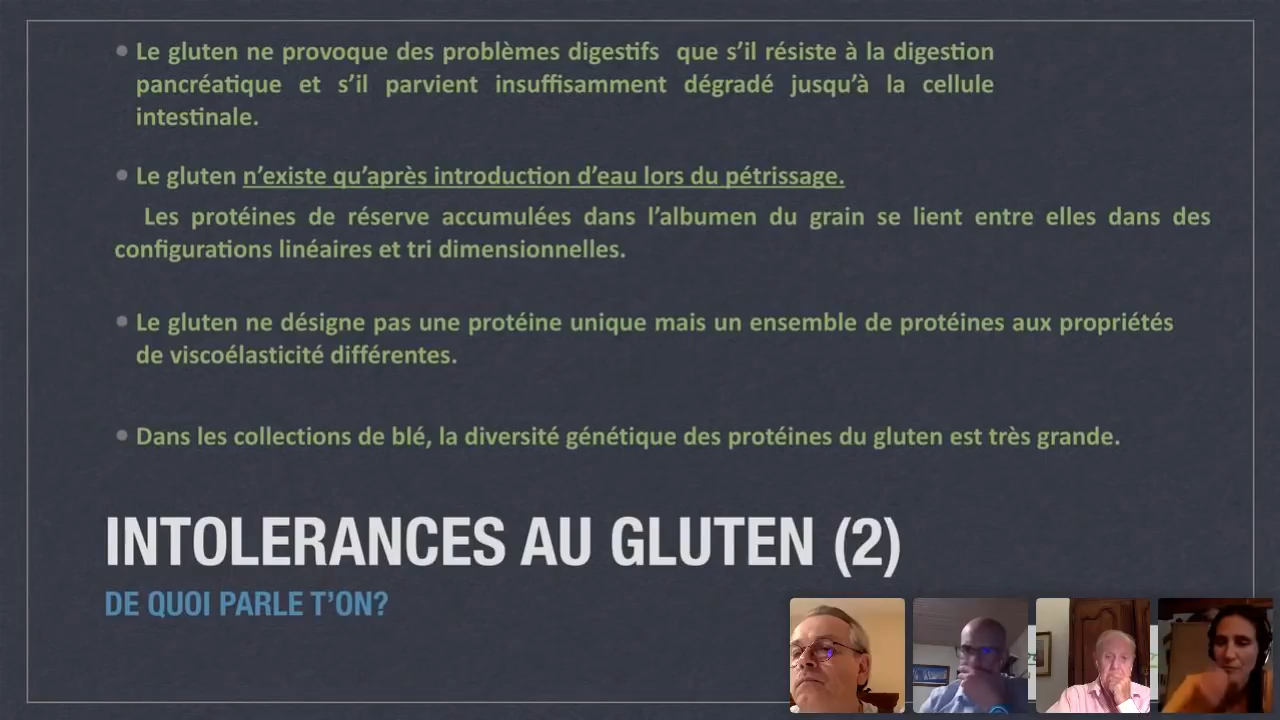 • Le gluten ne provoque des problèmes digestifs que s'il résiste à la digestion
pancréatique et s'il parvient insuffisamment dégradé jusqu'à la cellule
intestinale.
• Le gluten n'existe qu'après introduction d'eau lors du pétrissage.
Les protéines de réserve accumulées dans l'albumen du grain se lient entre elles dans des
configurations linéaires et tri dimensionnelles.
• Le gluten ne désigne pas une protéine unique mais un ensemble de protéines aux propriétés
de viscoélasticité différentes.
• Dans les collections de blé, la diversité génétique des protéines du gluten est très grande.
INTOLERANCES AU GLUTEN (2)
DE QUOI PARLE T'ON?